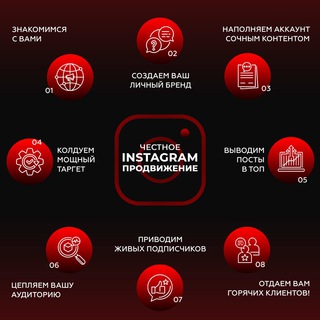 ЗНАКОМИМСЯ
С ВАМИ
01
02
СОЗДАЕМ ВАШ
ЛИЧНЫЙ БРЕНД
НАПОЛНЯЕМ АККАУНТ
СОЧНЫМ КОНТЕНТОМ
03
04
КОЛДУЕМ
МОЩНЫЙ
ТАРГЕТ
ЧЕСТНОЕ
INSTAGRAM
ПРОДВИЖЕНИЕ
ВЫВОДИМ
ПОСТЫ
В ТОП
05
06
ЦЕПЛЯЕМ ВАШУ
АУДИТОРИЮ
ПРИВОДИМ
ЖИВЫХ ПОДПИСЧИКОВ
07
08
ОТДАЕМ ВАМ
ГОРЯЧИХ КЛИЕНТОВ!